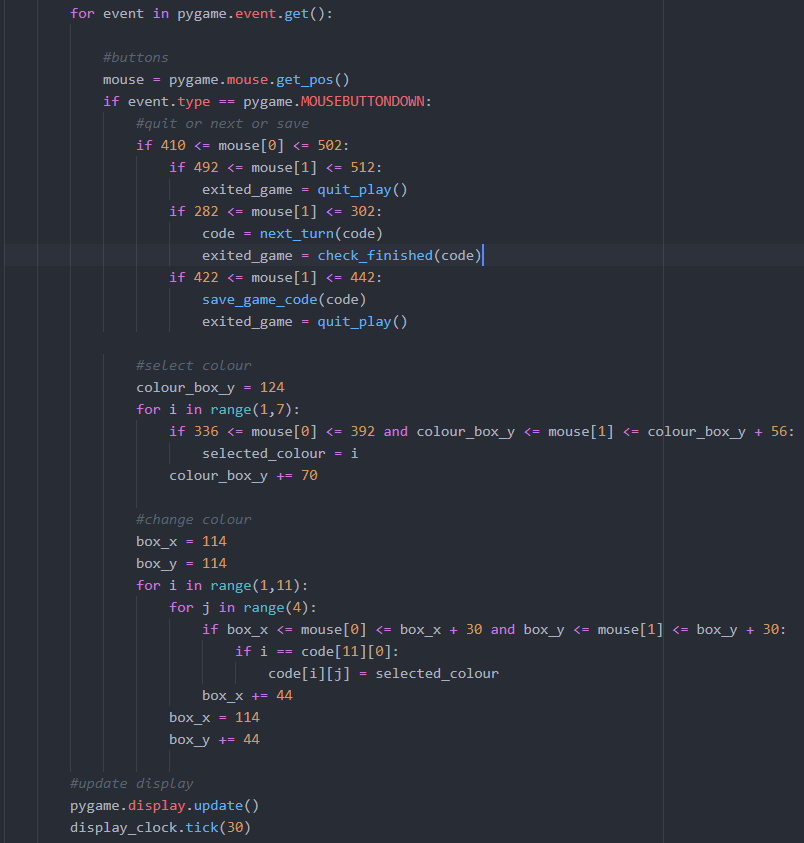 for event in pygame.event.get():
#buttons
mouse = pygame.mouse.get_pos()
if event.type == pygame.MOUSEBUTTONDOWN:
#quit or next or save
if 410 <= mouse[0] <= 502:
if 492 <= mouse[1] <= 512:
exited_game = quit_play()
if 282 <= mouse[1] <= 302:
code = next_turn(code)
exited_game = check_finished(code)
if 422 <= mouse[1] <= 442:
save_game_code(code)
exited_game = quit_play()
#select colour
colour_box_y = 124
for i in range(1,7):
if 336 <= mouse[0] <= 392 and colour_box_y <= mouse[1] <= colour_box_y + 56:
selected_colour = i
colour_box_y += 70
#change colour
box_x = 114
box_y = 114
for i in range(1,11):
for j in range(4):
if box_x <= mouse[0] <= box_x + 30 and box_y <= mouse[1] <= box_y + 30:
if i == code[11][0]:
code[i][j] = selected_colour
box_x += 44
box_x = 114
box_y += 44
#update display
pygame.display.update()
display_clock.tick(30)